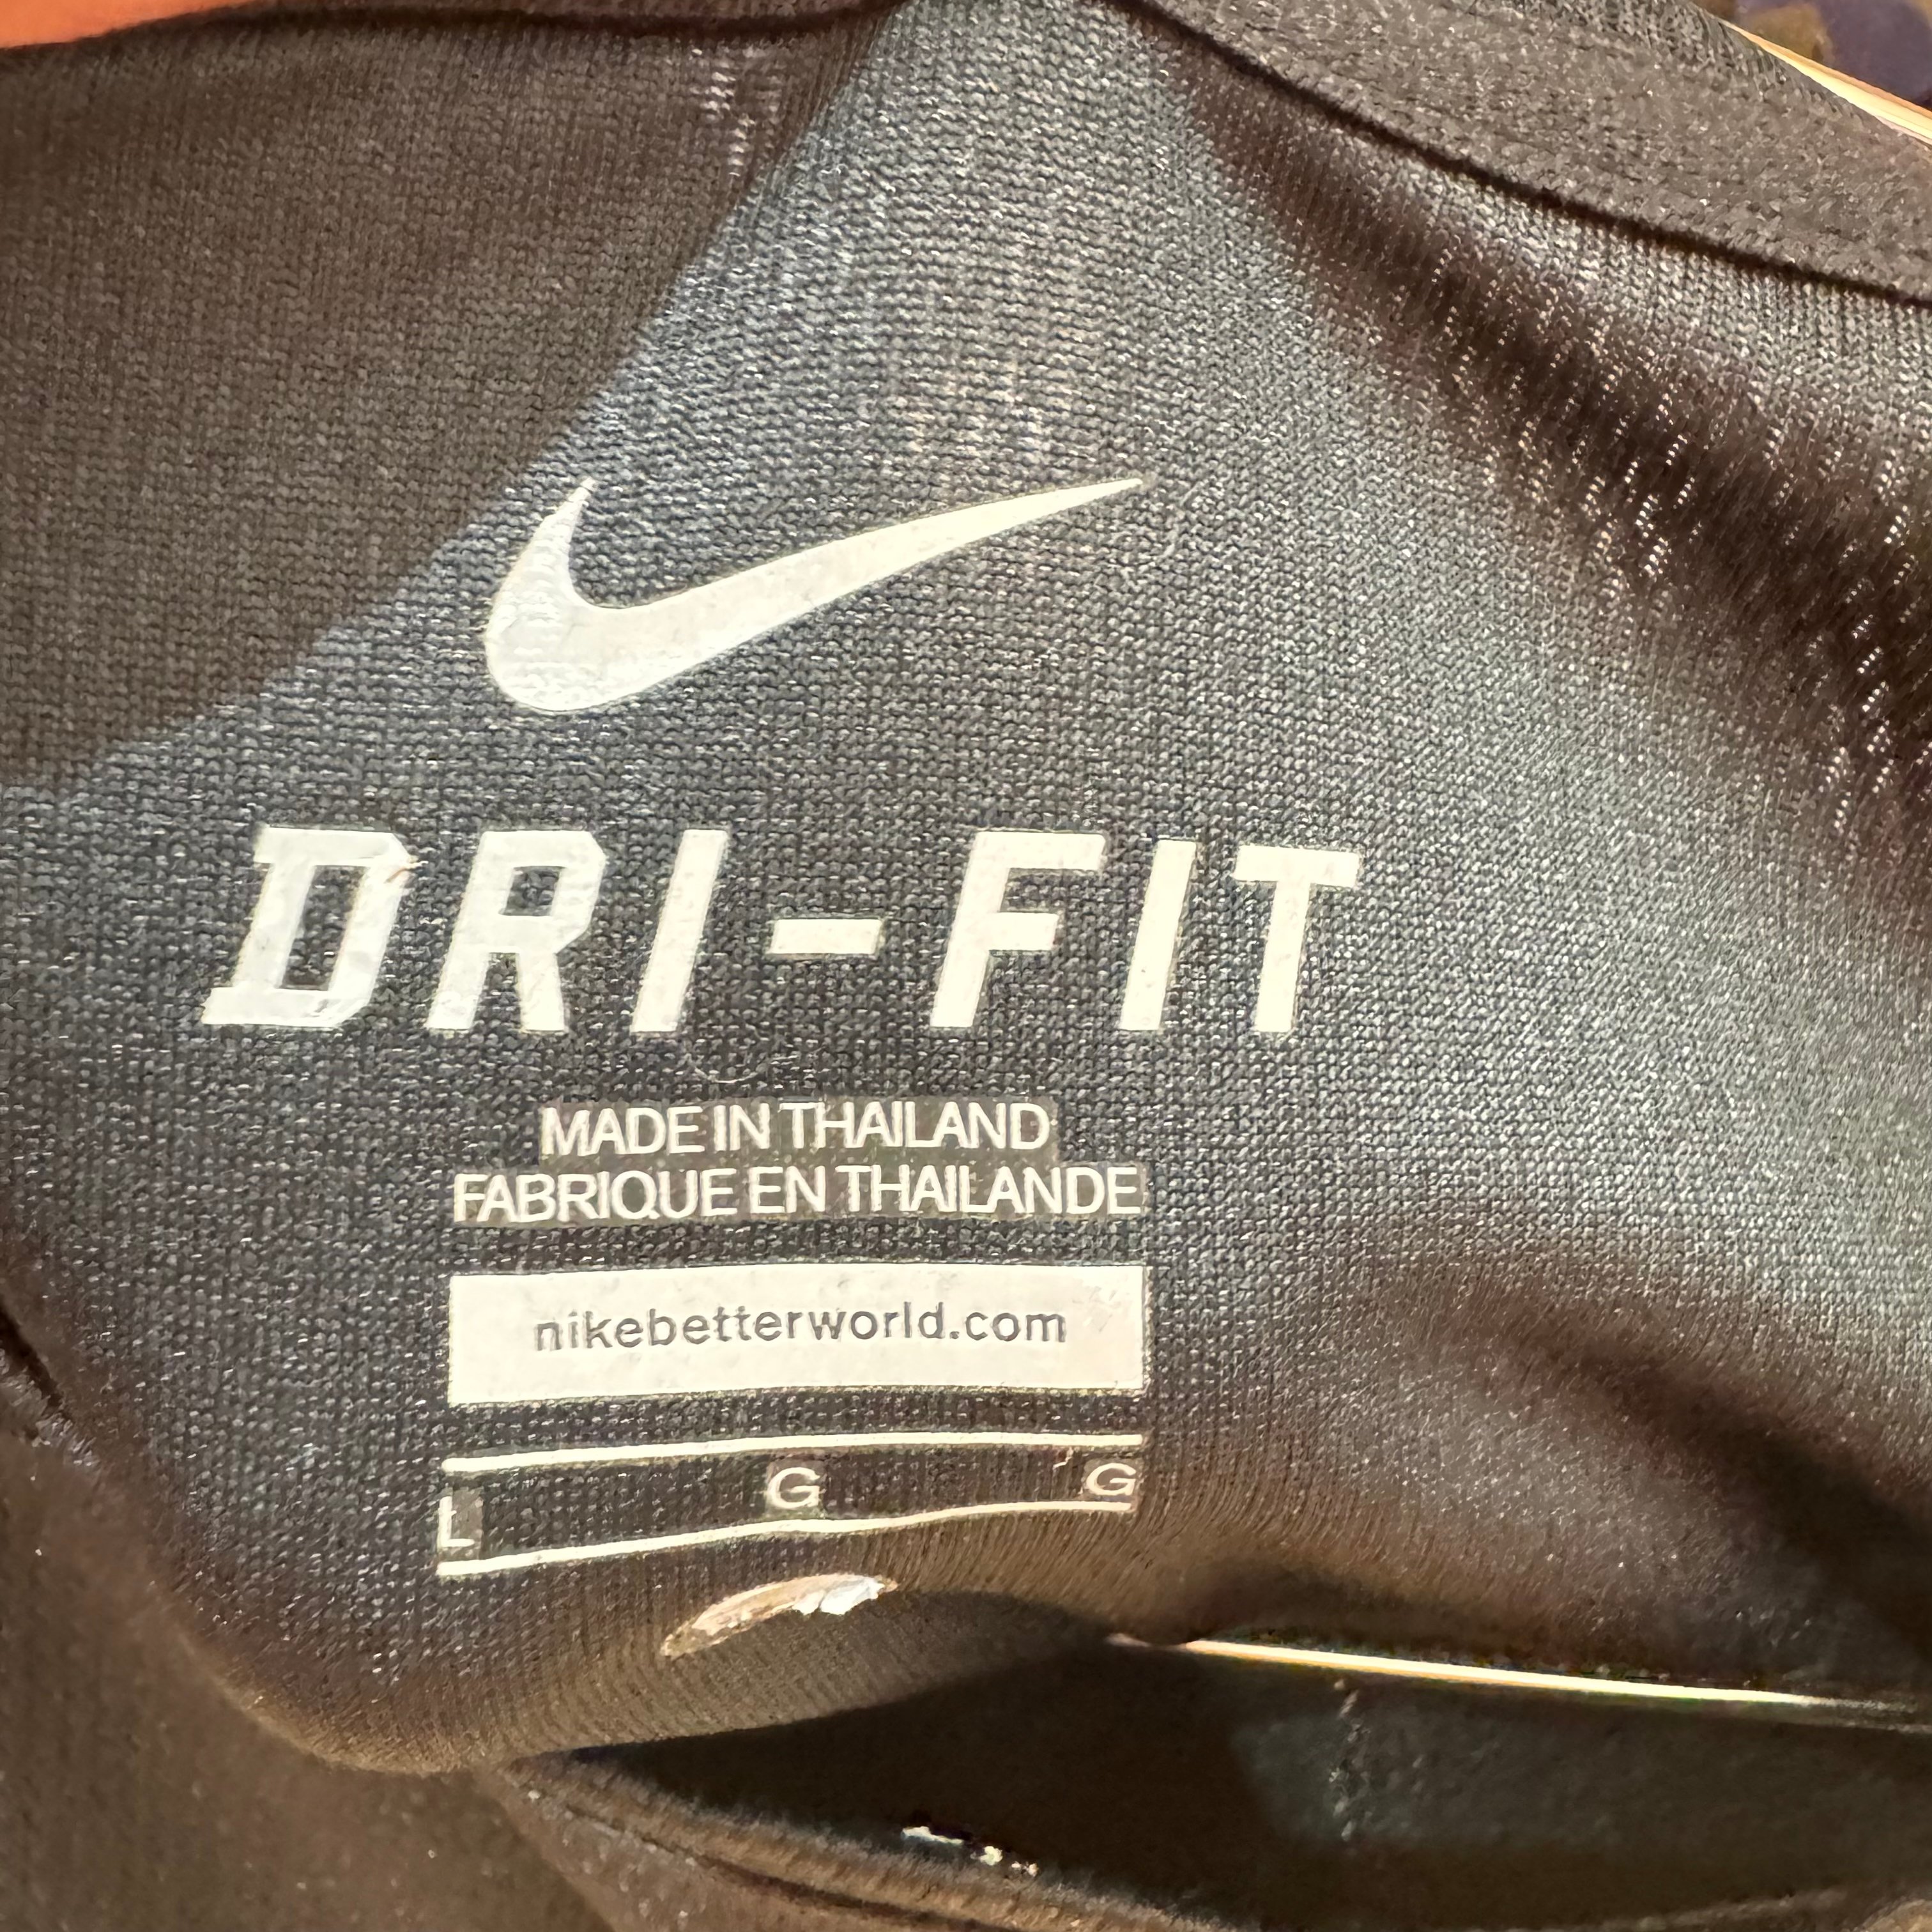 DRI-FIT
MADE IN THAILAND
FABRIQUE EN THAILANDE
nikebetterworld.com
L G G